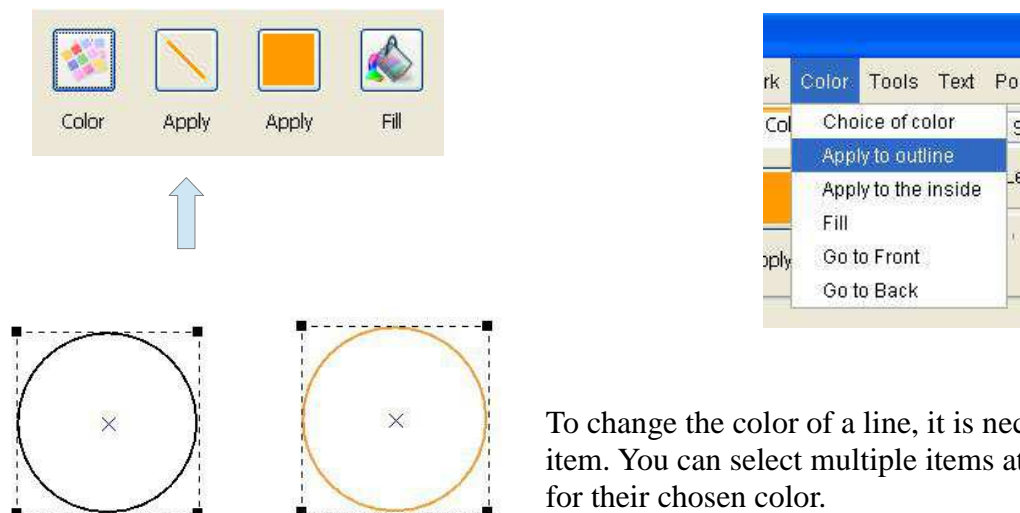 Color Apply Apply Fill
rk Color Tools Text Po
Col
Choice of color
Apply to outline
Apply to the inside
Fill
pply
Go to Front
Go to Back
To change the color of a line, it is nec
item. You can select multiple items at
for their chosen color.